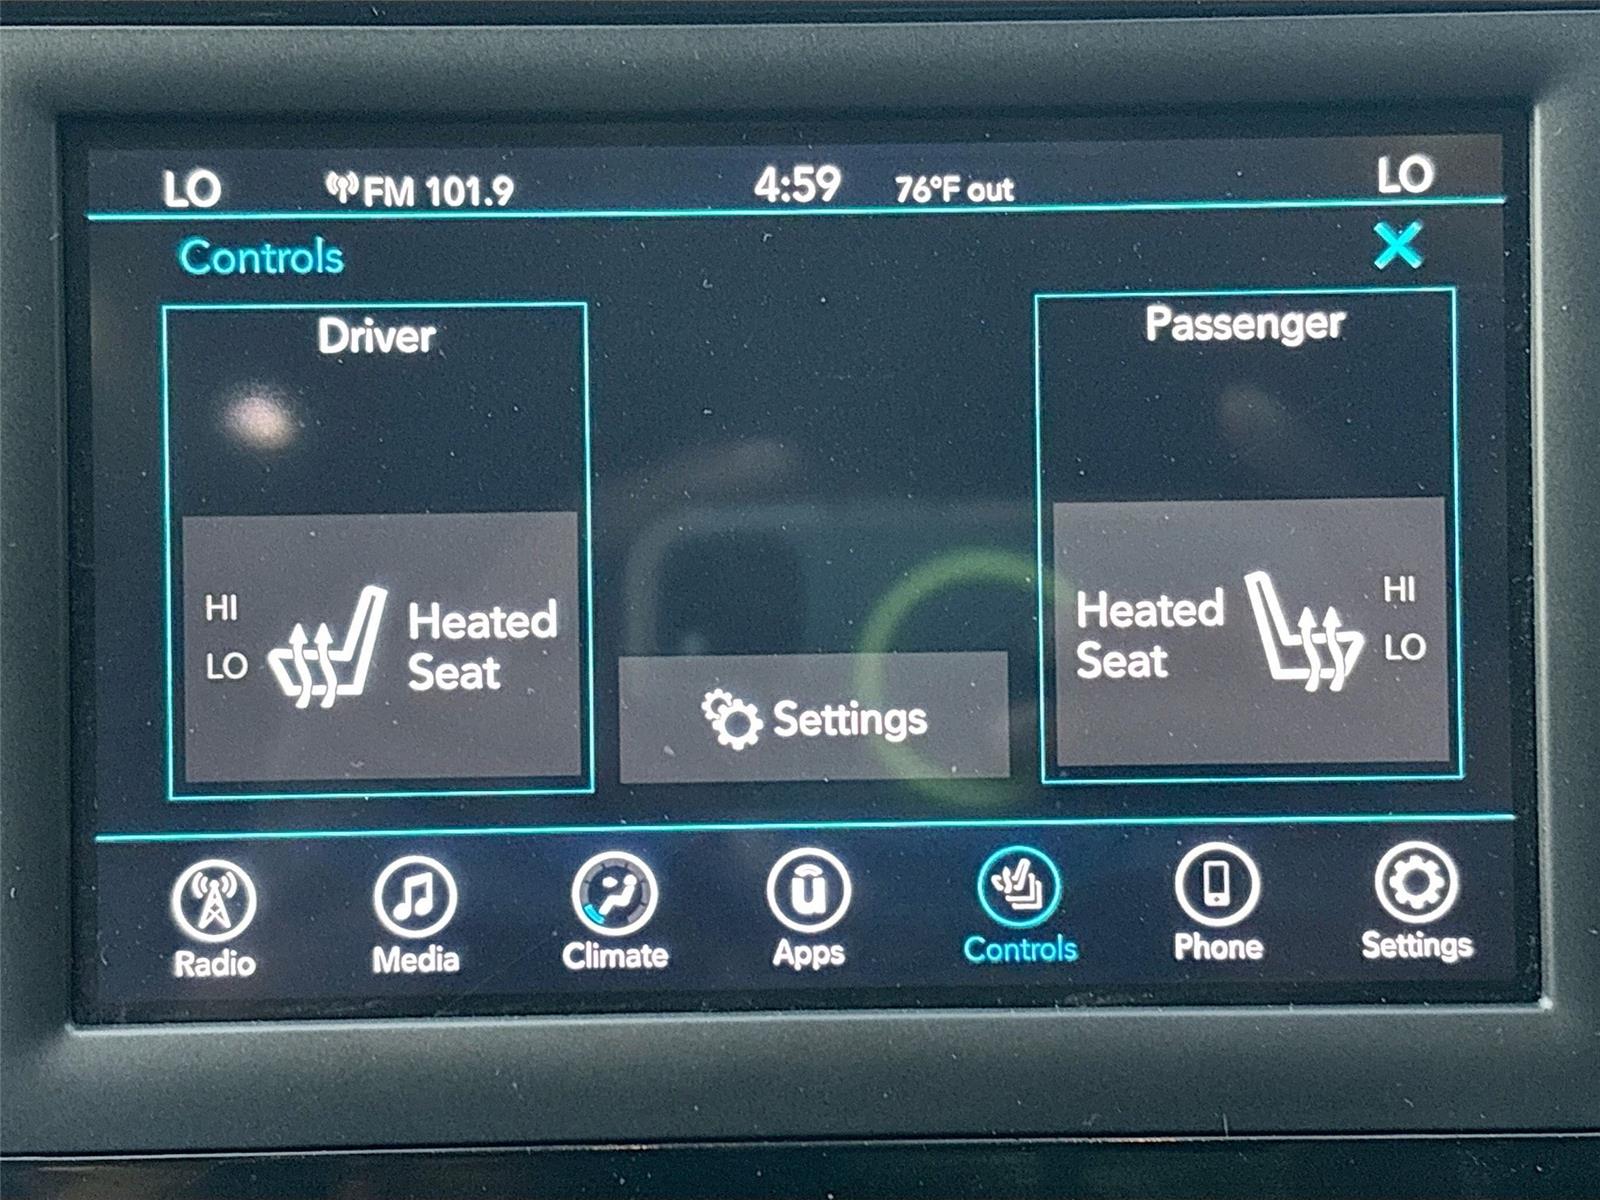 LO FM 101.9 4:59 76°F out LO
Controls
Driver
HI
LO
Heated
Seat
Settings
Passenger
Heated
Seat
HI
LO
Radio Media Climate Apps Controls Phone Settings